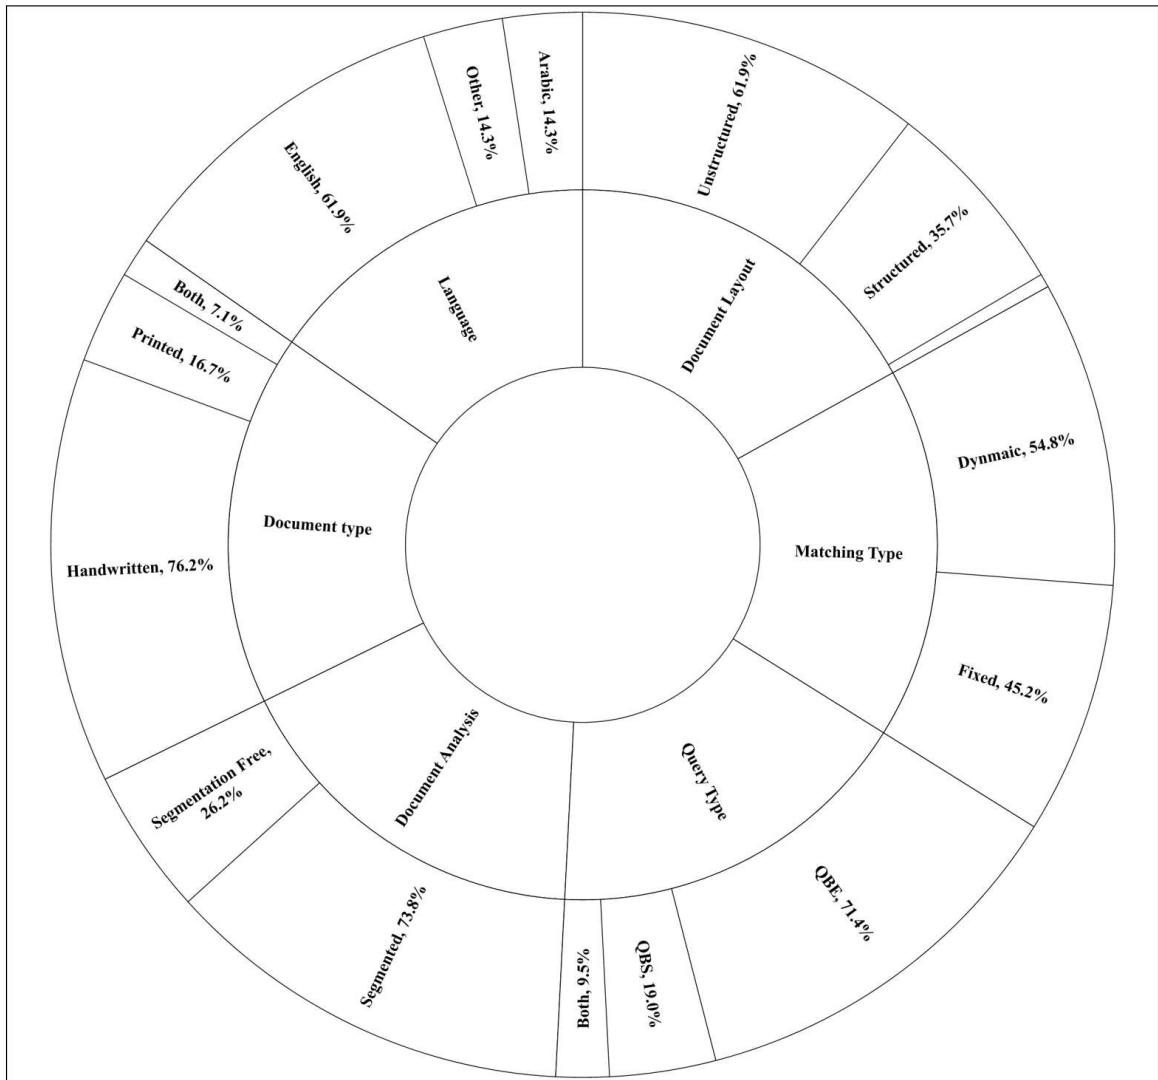 Document Layout
Unstructured, 61.9%
Structured, 35.7%
Matching Type
Dynmaic, 54.8%
Fixed, 45.2%
Query Type
QBE, 71.4%
QBS, 19.0%
Both, 9.5%
Document Analysis
Segmented, 73.8%
Segmentation Free,
26.2%
Document type
Handwritten, 76.2%
Printed, 16.7%
Both, 7.1%
Language
English, 61.9%
Other, 14.3%
Arabic, 14.3%